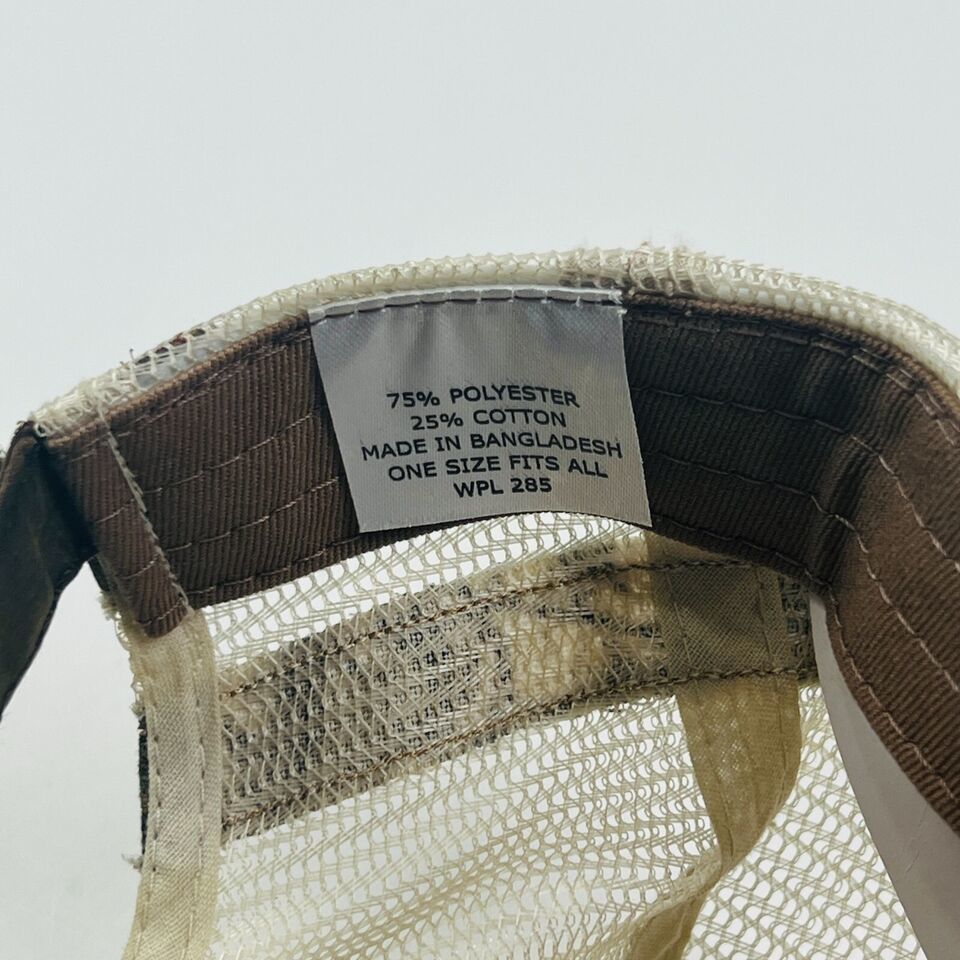 75% POLYESTER
25% COTTON
MADE IN BANGLADESH
ONE SIZE FITS ALL
WPL 285